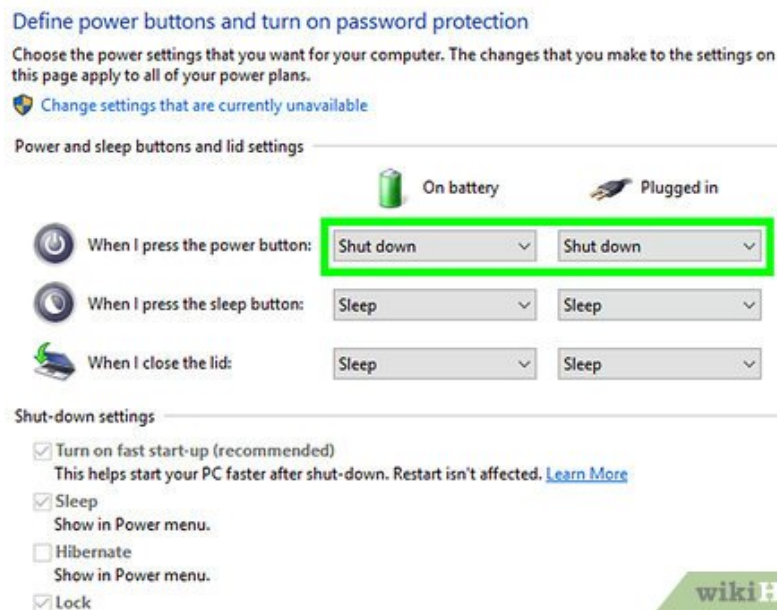 Define power buttons and turn on password protection
Choose the power settings that you want for your computer. The changes that you make to the settings on
this page apply to all of your power plans.
Change settings that are currently unavailable
Power and sleep buttons and lid settings
On battery Plugged in
When I press the power button: Shut down Shut down
When I press the sleep button: Sleep Sleep
When I close the lid: Sleep Sleep
Shut-down settings
Turn on fast start-up (recommended)
This helps start your PC faster after shut-down. Restart isn't affected. Learn More
Sleep
Show in Power menu.
Hibernate
Show in Power menu.
Lock
wikiH